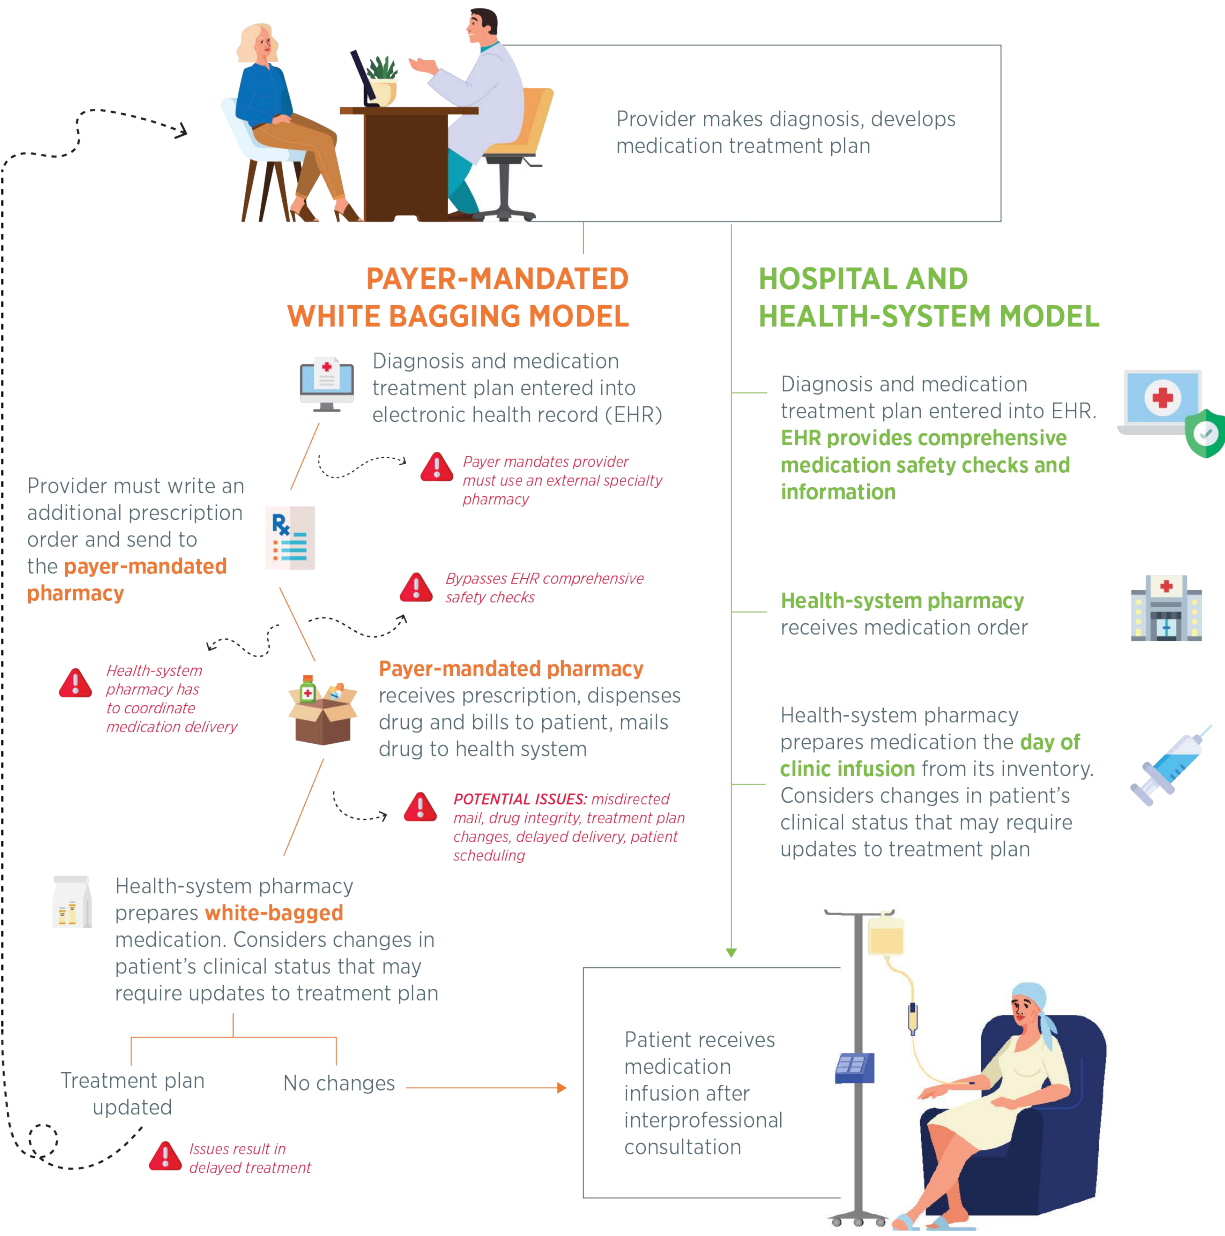 Provider makes diagnosis, develops
medication treatment plan
PAYER-MANDATED
WHITE BAGGING MODEL
Diagnosis and medication
treatment plan entered into
electronic health record (EHR)
Payer mandates provider
must use an external specialty
pharmacy
Provider must write an
additional prescription
order and send to
the payer-mandated
pharmacy
Rx
Bypasses EHR comprehensive
safety checks
Health-system
pharmacy has
to coordinate
medication delivery
Payer-mandated pharmacy
receives prescription, dispenses
drug and bills to patient, mails
drug to health system
POTENTIAL ISSUES: misdirected
mail, drug integrity, treatment plan
changes, delayed delivery, patient
scheduling
Health-system pharmacy
prepares white-bagged
medication. Considers changes in
patient's clinical status that may
require updates to treatment plan
Treatment plan
updated
No changes
Issues result in
delayed treatment
HOSPITAL AND
HEALTH-SYSTEM MODEL
Diagnosis and medication
treatment plan entered into EHR.
EHR provides comprehensive
medication safety checks and
information
Health-system pharmacy
receives medication order
Health-system pharmacy
prepares medication the day of
clinic infusion from its inventory.
Considers changes in patient's
clinical status that may require
updates to treatment plan
Patient receives
medication
infusion after
interprofessional
consultation